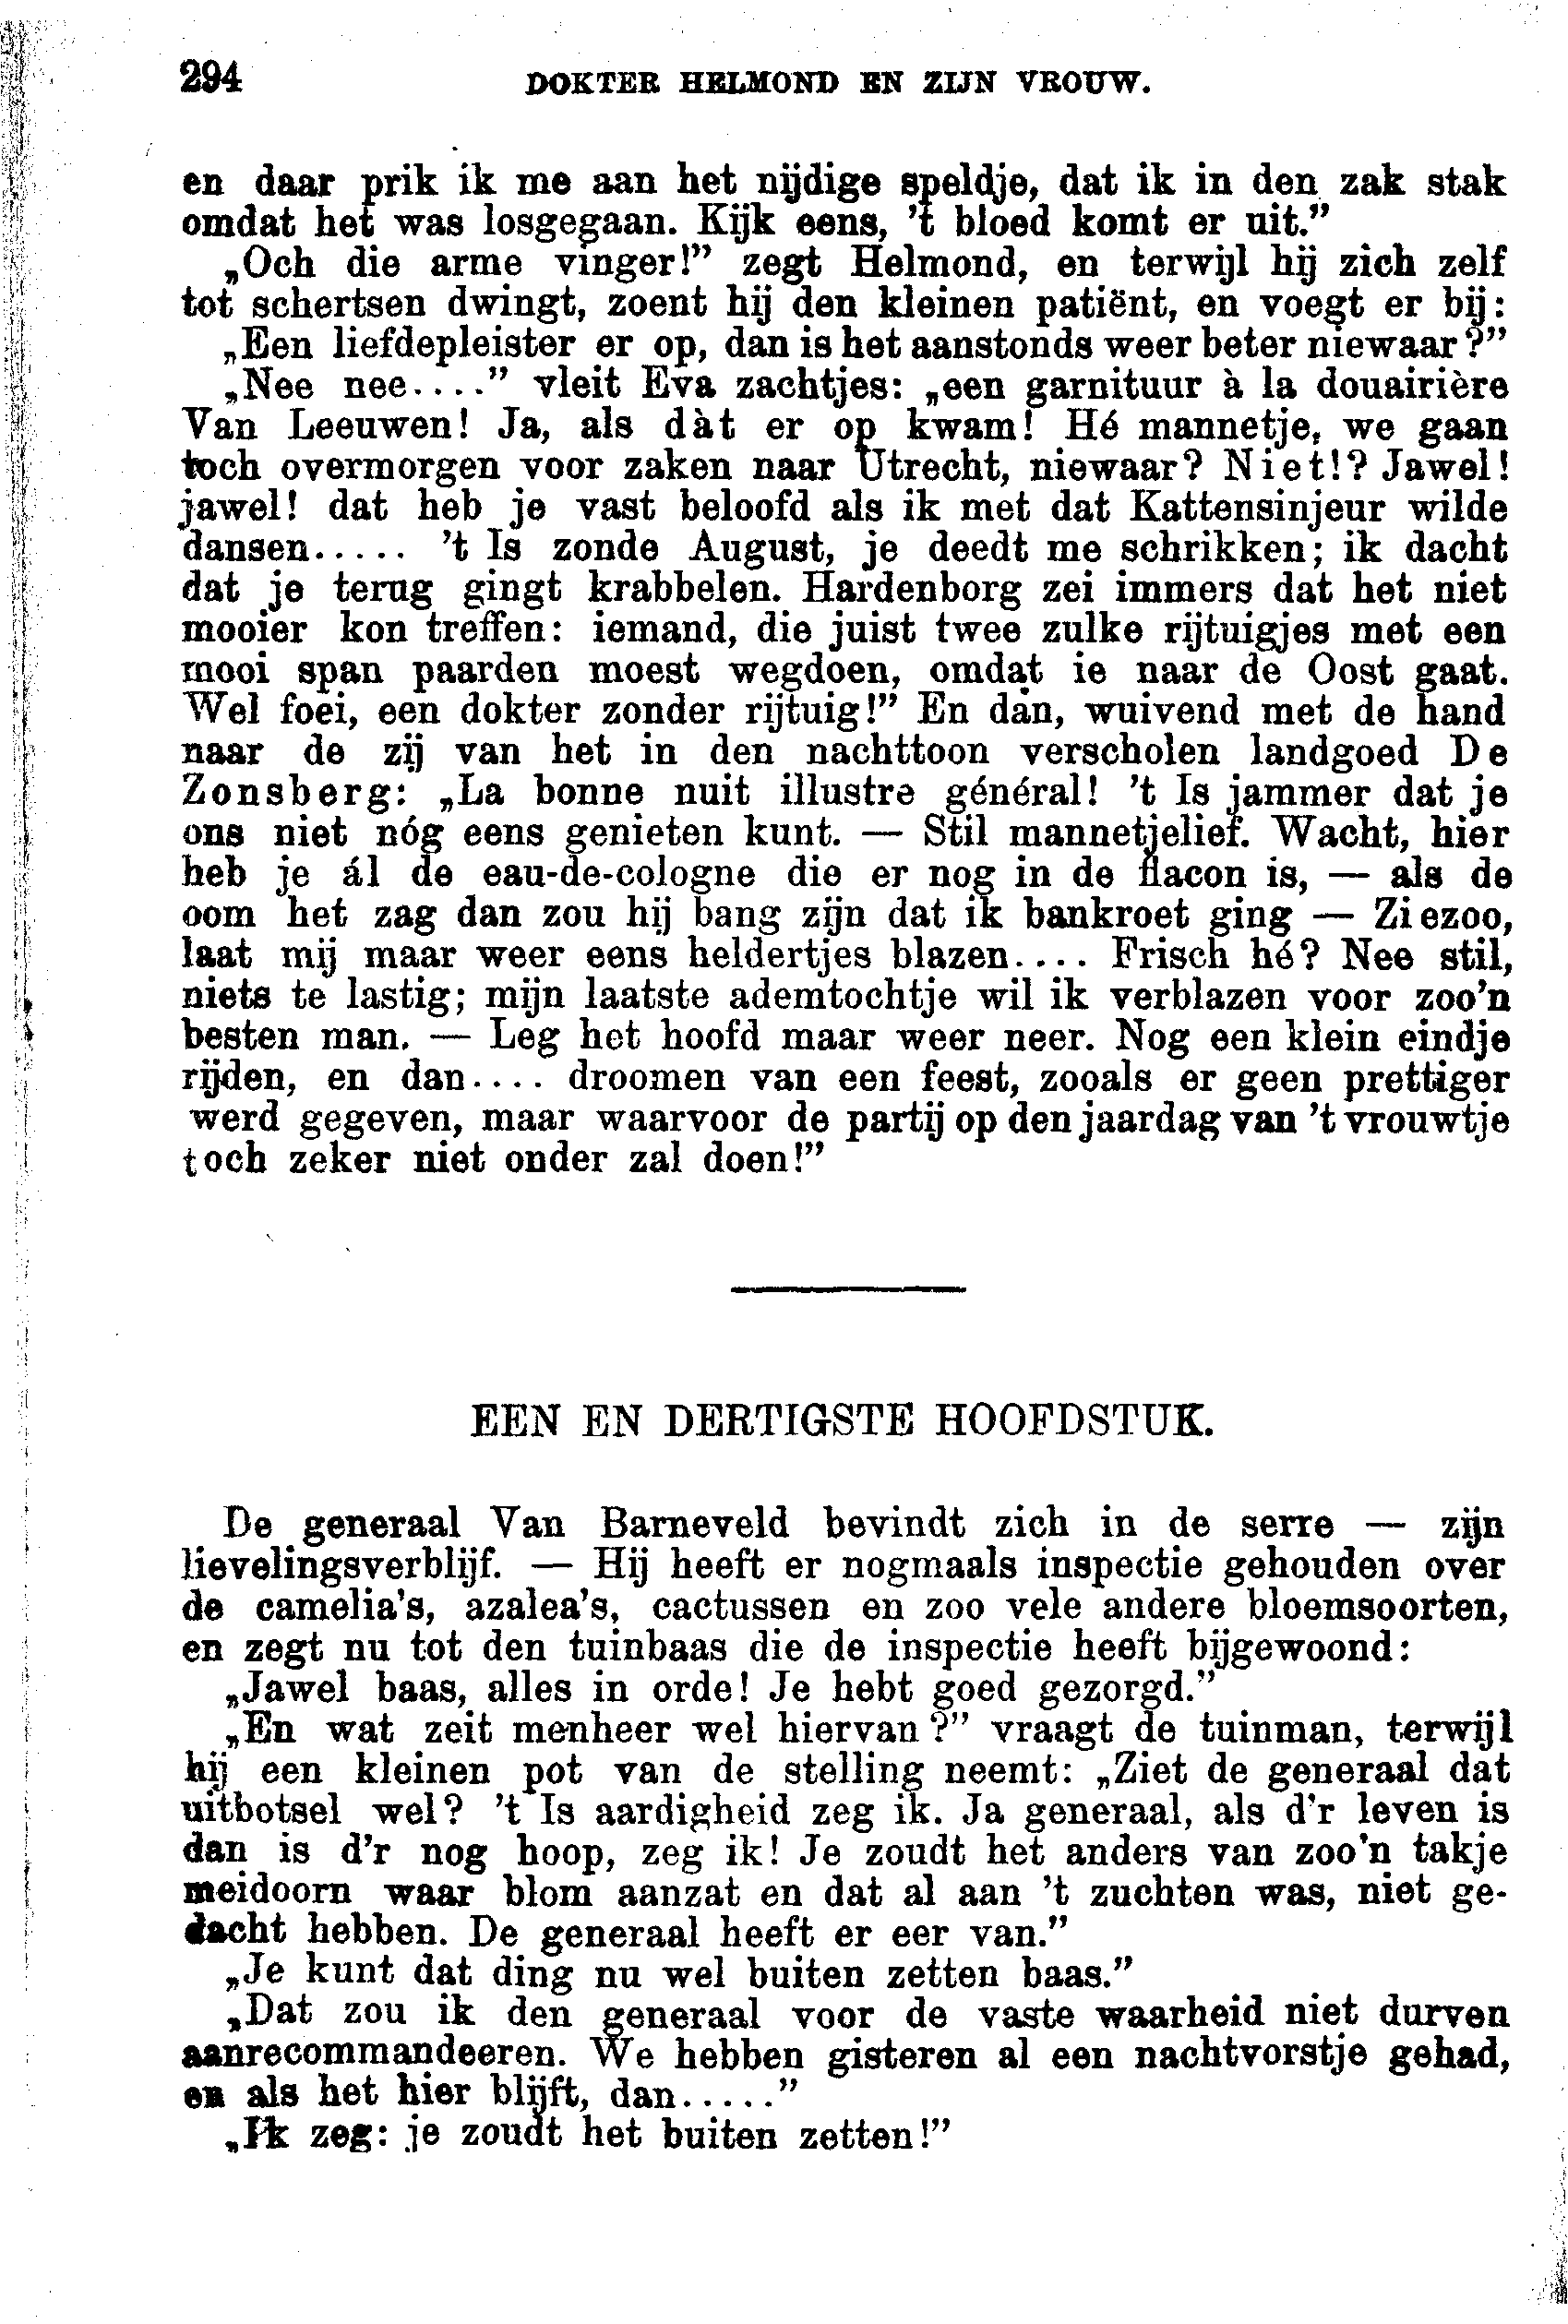 294
DOKTER HELMOND EN ZIJN VROUW.
en daar prik ik me aan het nijdige speldje, dat ik in den zak stak
omdat het was losgegaan. Kijk eens, 't bloed komt er uit.”
„Och die arme vinger!” zegt Helmond, en terwijl hij zich zelf
tot schertsen dwingt, zoent hij den kleinen patiënt, en voegt er bij:
„Een liefdepleister er op, dan is het aanstonds weer beter niewaar?”
„Nee nee....” vleit Eva zachtjes: „een garnituur à la douairière
Van Leeuwen! Ja, als dàt er op kwam! Hé mannetje, we gaan
toch overmorgen voor zaken naar Utrecht, niewaar? Niet!? Jawel!
jawel! dat heb je vast beloofd als ik met dat Kattensinjeur wilde
dansen..... 't Is zonde August, je deedt me schrikken; ik dacht
dat je terug gingt krabbelen. Hardenborg zei immers dat het niet
mooier kon treffen: iemand, die juist twee zulke rijtuigjes met een
mooi span paarden moest wegdoen, omdat ie naar de Oost gaat.
Wel foei, een dokter zonder rijtuig!” En dan, wuivend met de hand
naar de zij van het in den nachttoon verscholen landgoed De
Zonsberg: „La bonne nuit illustre général! 't Is jammer dat je
ons niet nóg eens genieten kunt. — Stil mannetjelief. Wacht, hier
heb je ál de eau-de-cologne die er nog in de flacon is, — als de
oom het zag dan zou hij bang zijn dat ik bankroet ging — Ziezoo,
laat mij maar weer eens heldertjes blazen.... Frisch hé? Nee stil,
niets te lastig; mijn laatste ademtochtje wil ik verblazen voor zoo'n
besten man. — Leg het hoofd maar weer neer. Nog een klein eindje
rijden, en dan.... droomen van een feest, zooals er geen prettiger
werd gegeven, maar waarvoor de partij op den jaardag van 't vrouwtje
toch zeker niet onder zal doen!”
EEN EN DERTIGSTE HOOFDSTUK.
De generaal Van Barneveld bevindt zich in de serre — zijn
lievelingsverblijf. — Hij heeft er nogmaals inspectie gehouden over
de camelia's, azalea's, cactussen en zoo vele andere bloemsoorten,
en zegt nu tot den tuinbaas die de inspectie heeft bijgewoond:
„Jawel baas, alles in orde! Je hebt goed gezorgd.”
„En wat zeit menheer wel hiervan?” vraagt de tuinman, terwijl
hij een kleinen pot van de stelling neemt: „Ziet de generaal dat
uitbotsel wel? 't Is aardigheid zeg ik. Ja generaal, als d'r leven is
dan is d'r nog hoop, zeg ik! Je zoudt het anders van zoo'n takje
meidoorn waar blom aanzat en dat al aan 't zuchten was, niet ge-
dacht hebben. De generaal heeft er eer van.”
„Je kunt dat ding nu wel buiten zetten baas.”
„Dat zou ik den generaal voor de vaste waarheid niet durven
aanrecommandeeren. We hebben gisteren al een nachtvorstje gehad,
en als het hier blijft, dan.....”
„Ik zeg: je zoudt het buiten zetten!”